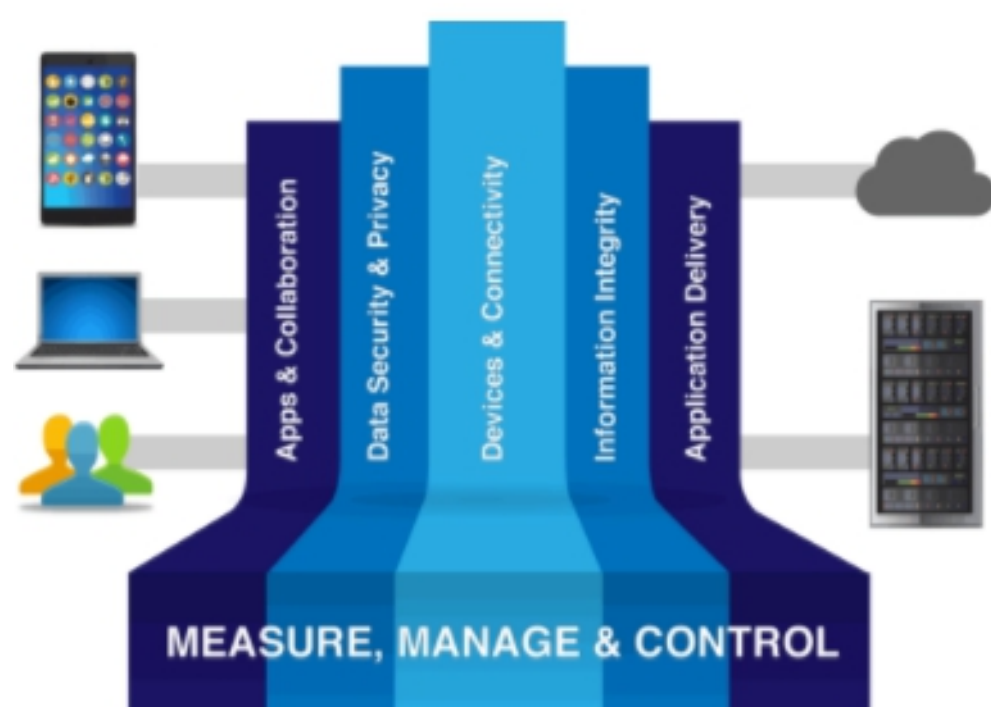 Apps & Collaboration
Data Security & Privacy
Devices & Connectivity
Information Integrity
Application Delivery
MEASURE, MANAGE & CONTROL